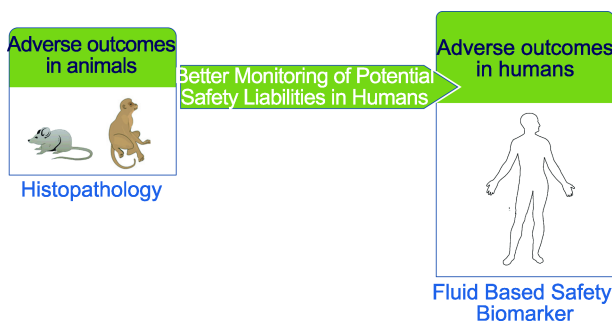 Adverse outcomes
in animals
Better Monitoring of Potential
Safety Liabilities in Humans
Adverse outcomes
in humans
Histopathology
Fluid Based Safety
Biomarker